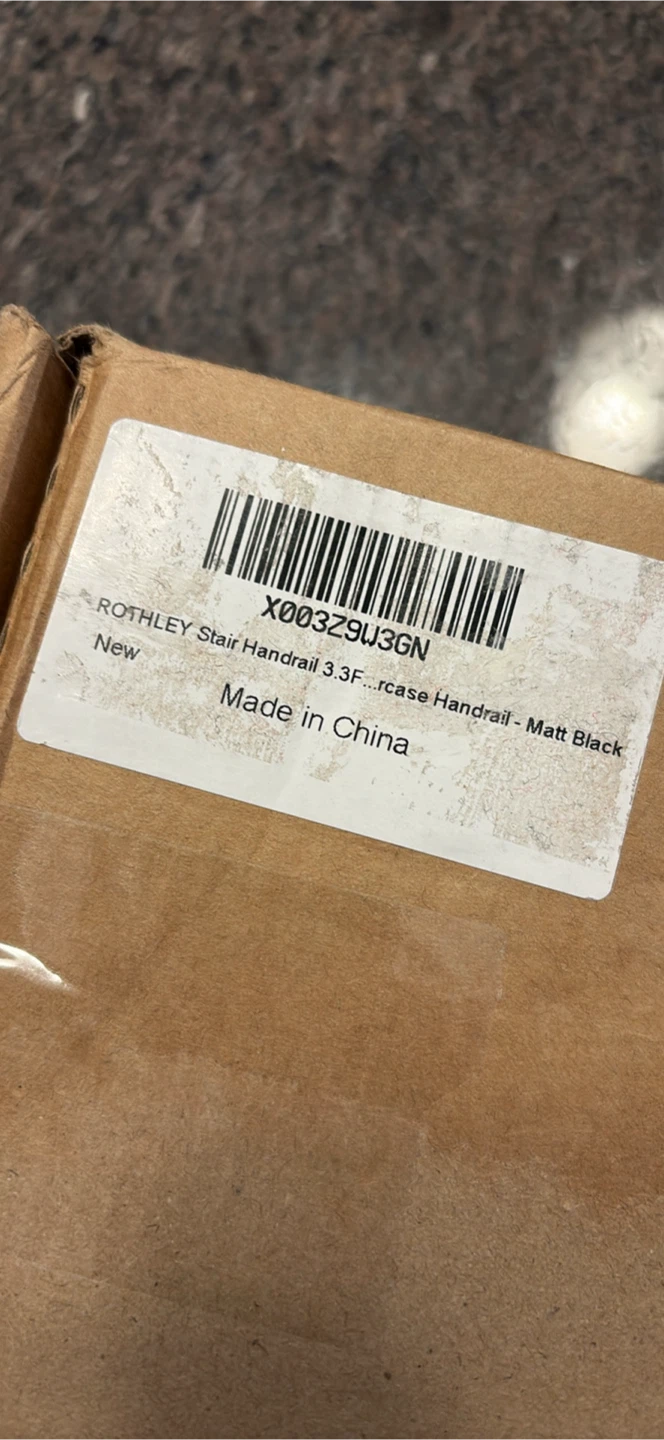 X003Z9W3GN
ROTHLEY Stair Handrail 3.3F...rcase Handrail - Matt Black
New
Made in China